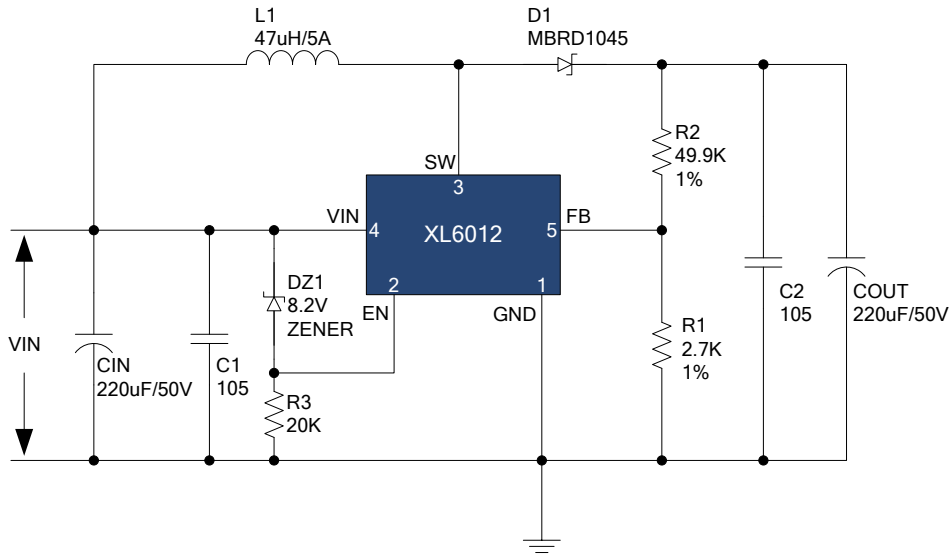 L1
47uH/5A
D1
MBRD1045
R2
49.9K
1%
SW
3
VIN
4
XL6012
5
FB
2
EN
1
GND
DZ1
8.2V
ZENER
VIN
CIN
220uF/50V
C1
105
R3
20K
R1
2.7K
1%
C2
105
COUT
220uF/50V